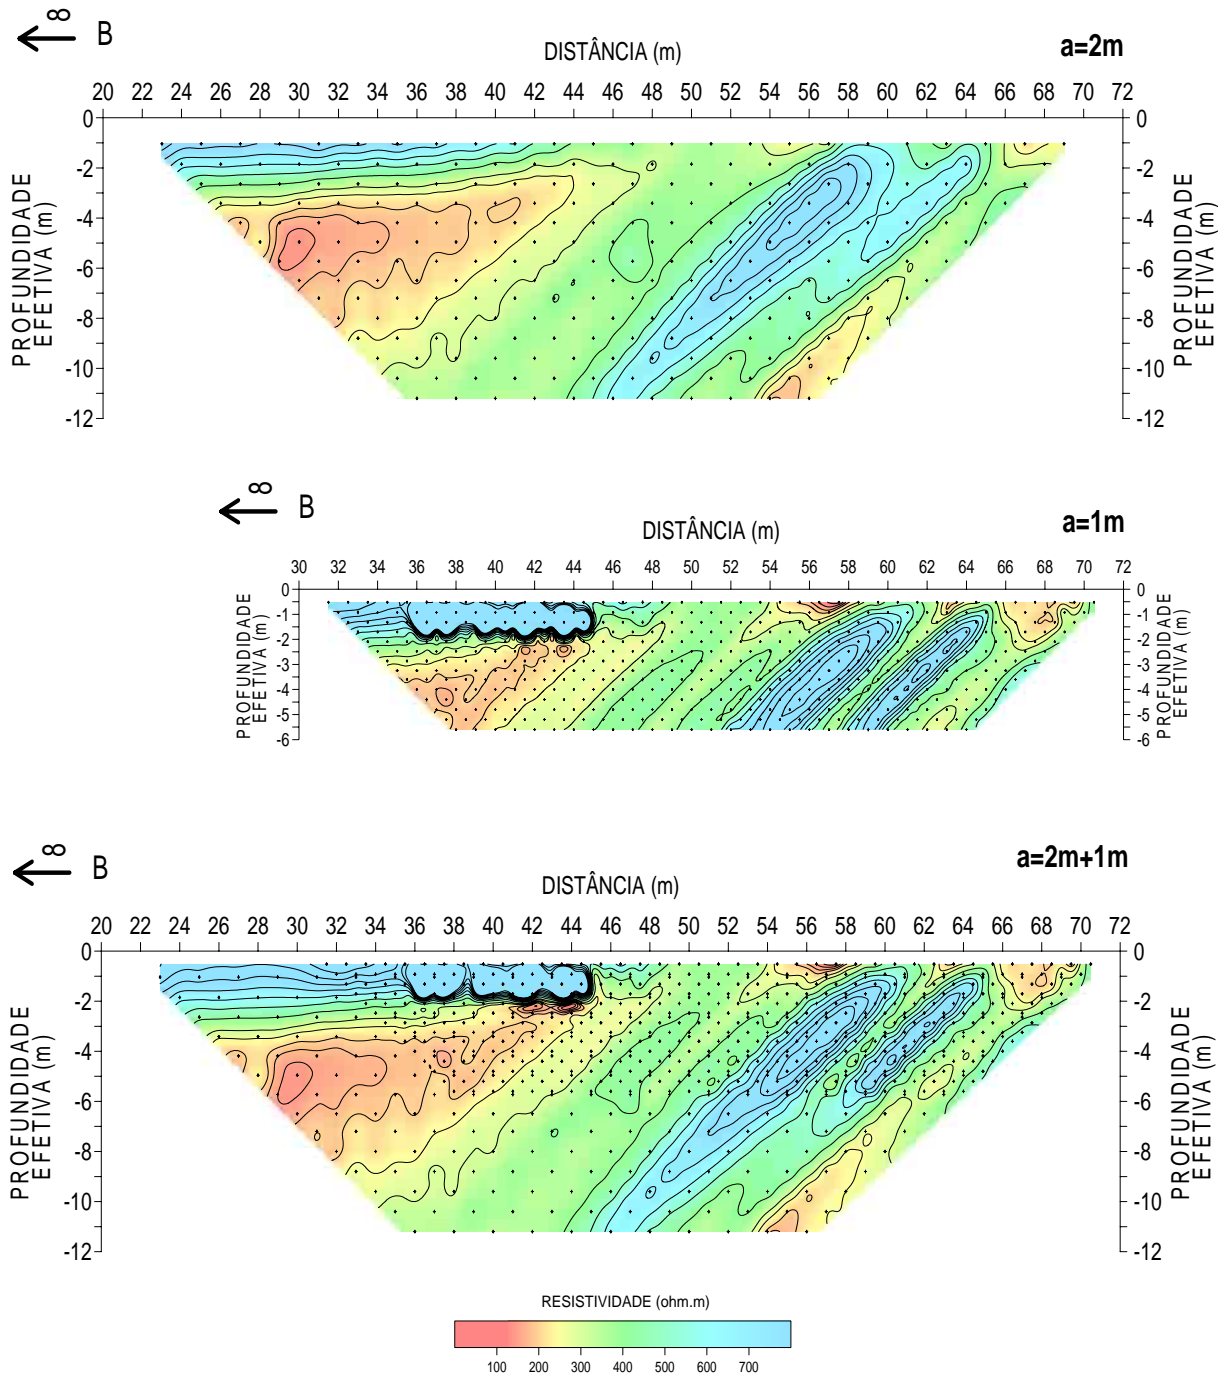 ∞
B
DISTÂNCIA (m)
a=2m
20 22 24 26 28 30 32 34 36 38 40 42 44 46 48 50 52 54 56 58 60 62 64 66 68 70 72
0 -2 -4 -6 -8 -10 -12
PROFUNDIDADE
EFETIVA (m)
0 -2 -4 -6 -8 -10 -12
PROFUNDIDADE
EFETIVA (m)
∞
B
DISTÂNCIA (m)
a=1m
30 32 34 36 38 40 42 44 46 48 50 52 54 56 58 60 62 64 66 68 70 72
0 -1 -2 -3 -4 -5 -6
PROFUNDIDADE
EFETIVA (m)
0 -1 -2 -3 -4 -5 -6
PROFUNDIDADE
EFETIVA (m)
∞
B
DISTÂNCIA (m)
a=2m+1m
20 22 24 26 28 30 32 34 36 38 40 42 44 46 48 50 52 54 56 58 60 62 64 66 68 70 72
0 -2 -4 -6 -8 -10 -12
PROFUNDIDADE
EFETIVA (m)
0 -2 -4 -6 -8 -10 -12
PROFUNDIDADE
EFETIVA (m)
RESISTIVIDADE (ohm.m)
100 200 300 400 500 600 700